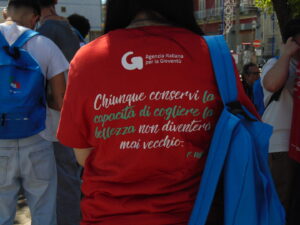 Agenzia Italiana
per la Gioventù
Chiunque conservi la
capacità di cogliere la
bellezza non diventerà
mai vecchio.